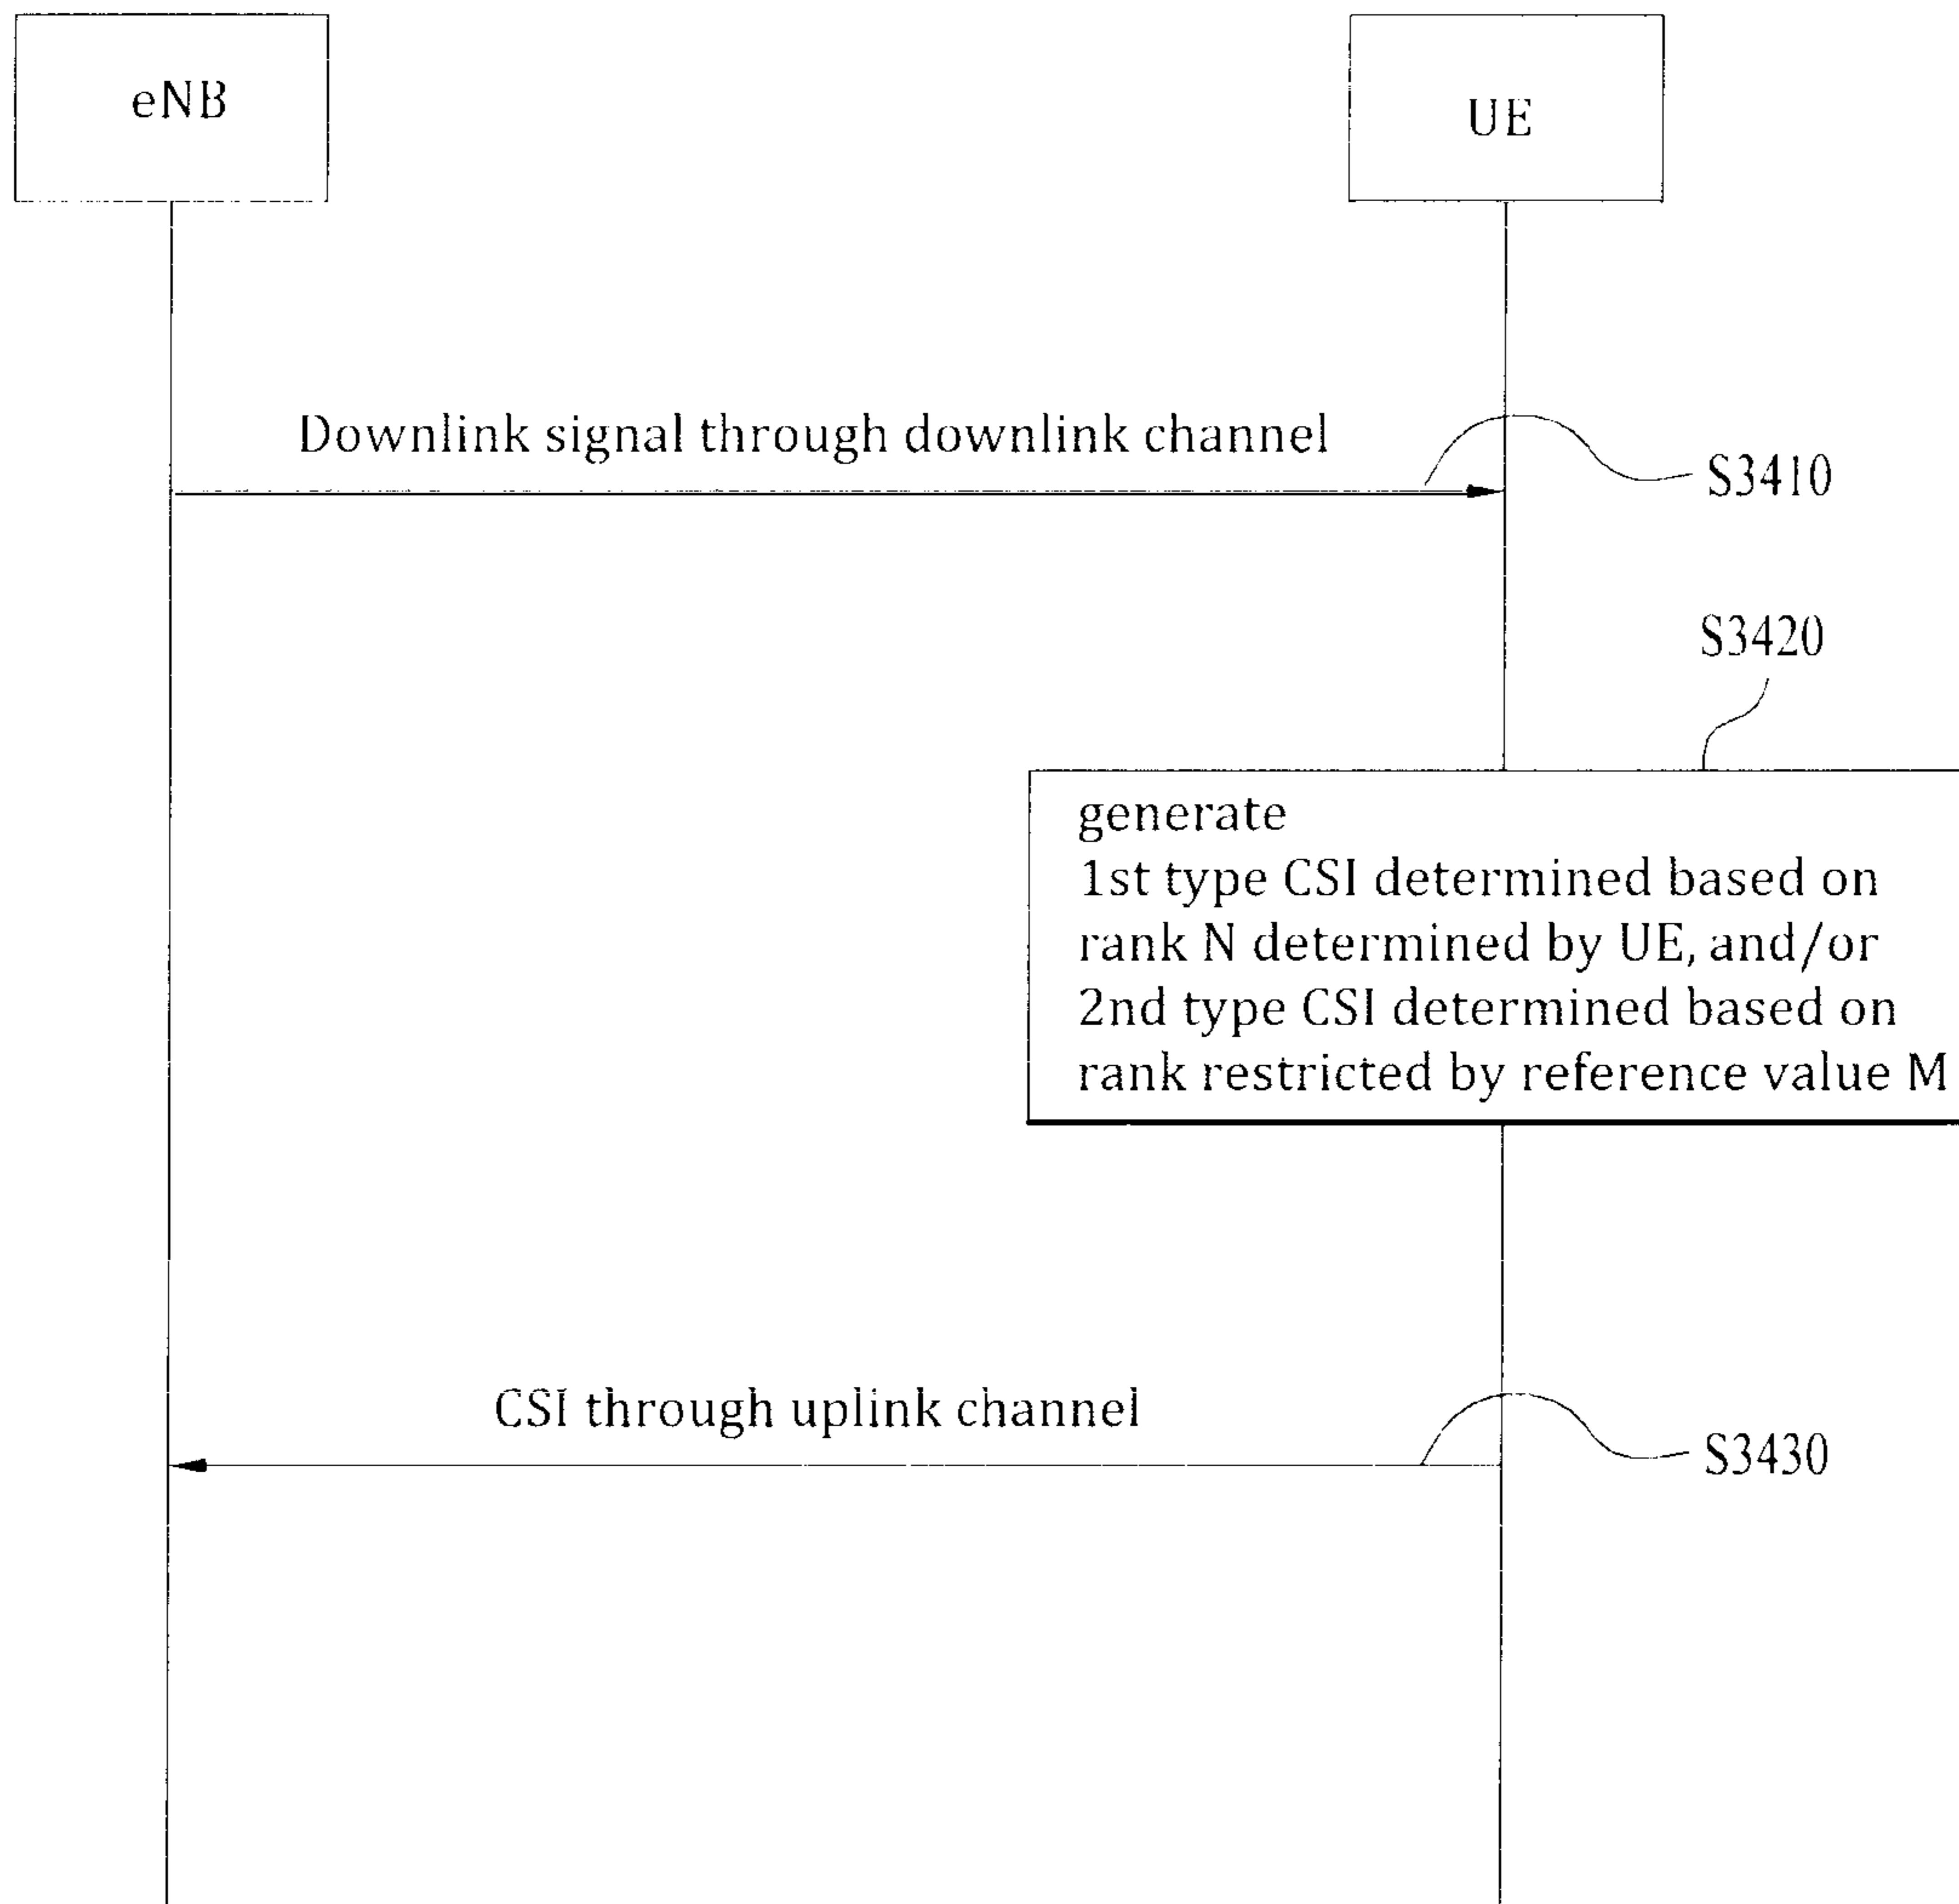 eNB
UE
Downlink signal through downlink channel
S3410
S3420
generate
1st type CSI determined based on
rank N determined by UE, and/or
2nd type CSI determined based on
rank restricted by reference value M
CSI through uplink channel
S3430